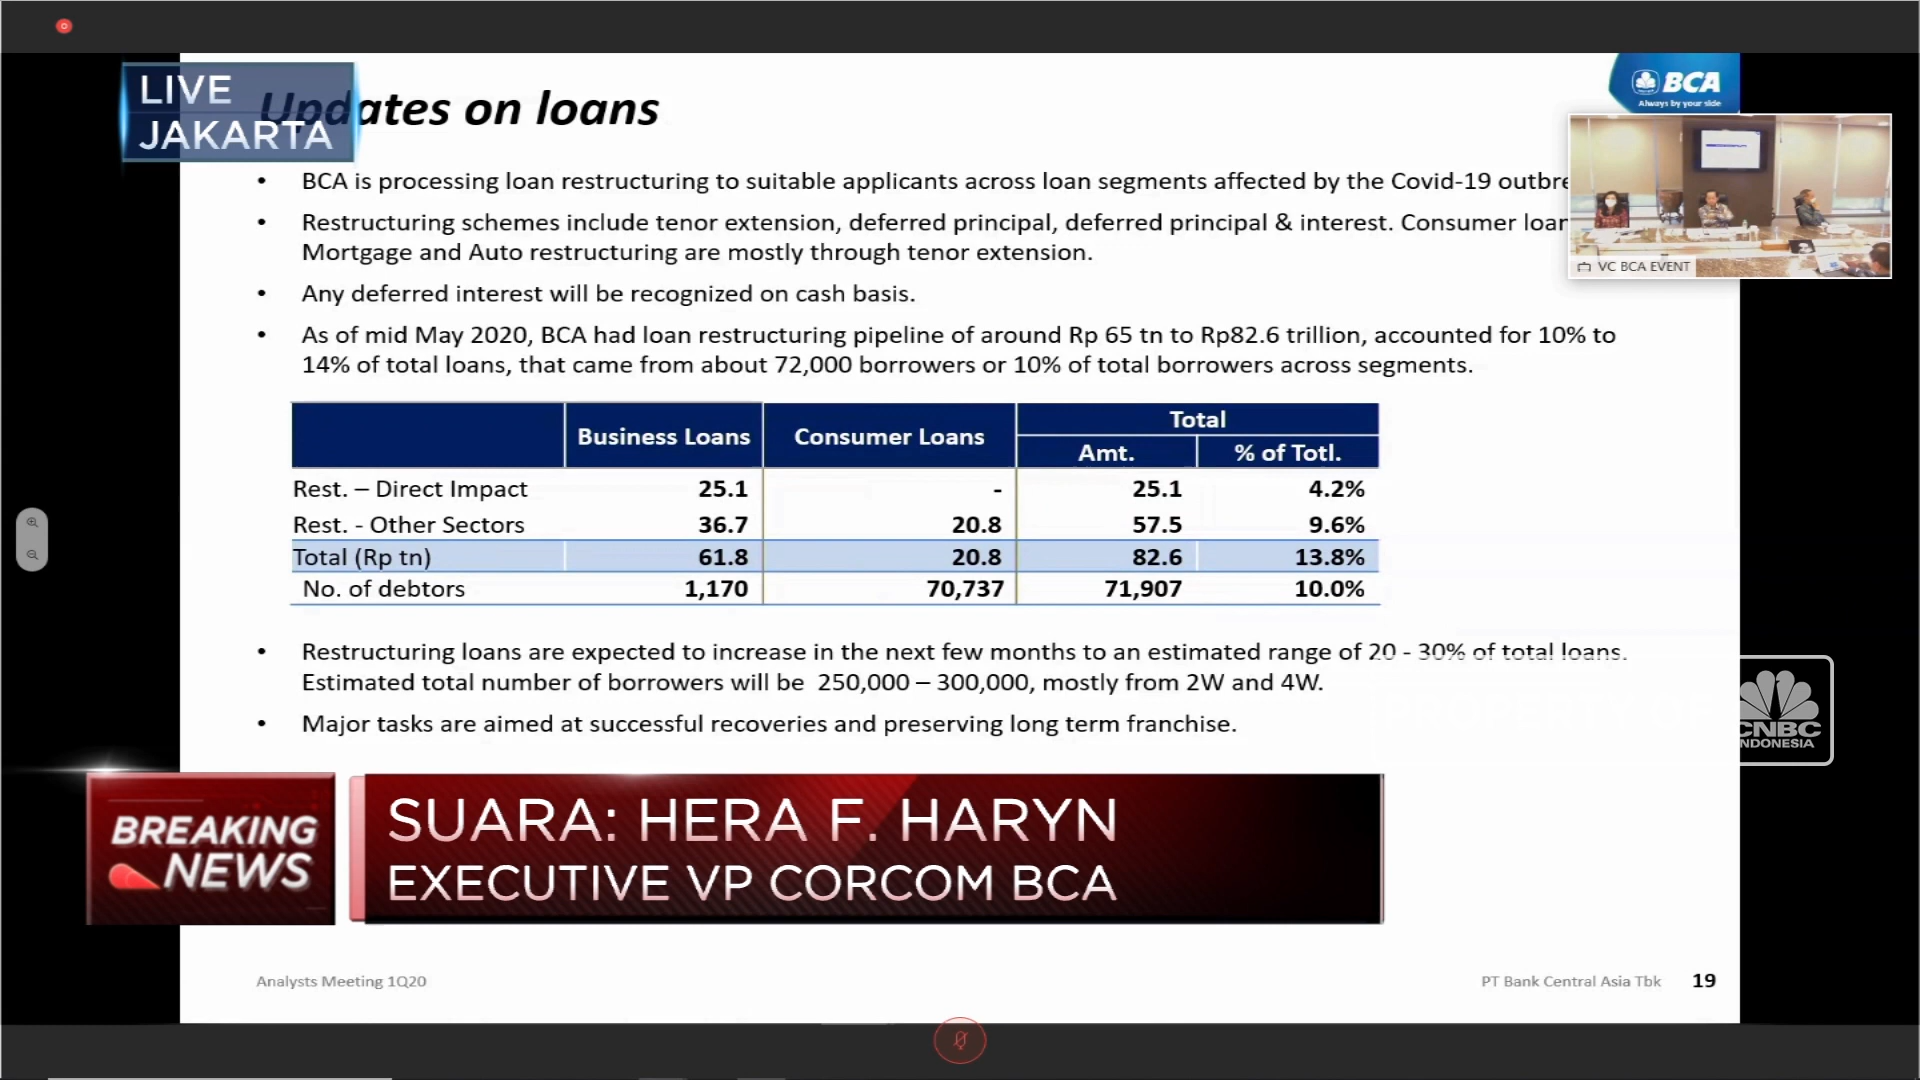 LIVE
JAKARTA
Updates on loans
BCA
Always by your side
VC BCA EVENT
• BCA is processing loan restructuring to suitable applicants across loan segments affected by the Covid-19
• Restructuring schemes include tenor extension, deferred principal, deferred principal & interest. Consumer
Mortgage and Auto restructuring are mostly through tenor extension.
• Any deferred interest will be recognized on cash basis.
• As of mid May 2020, BCA had loan restructuring pipeline of around Rp 65 tn to Rp82.6 trillion, accounted for 10% to
14% of total loans, that came from about 72,000 borrowers or 10% of total borrowers across segments.
Business Loans Consumer Loans Total
Amt. % of Totl.
Rest. – Direct Impact 25.1 - 25.1 4.2%
Rest. - Other Sectors 36.7 20.8 57.5 9.6%
Total (Rp tn) 61.8 20.8 82.6 13.8%
No. of debtors 1,170 70,737 71,907 10.0%
• Restructuring loans are expected to increase in the next few months to an estimated range of 20 - 30% of total loans.
Estimated total number of borrowers will be 250,000 – 300,000, mostly from 2W and 4W.
• Major tasks are aimed at successful recoveries and preserving long term franchise.
CNBC
INDONESIA
BREAKING
NEWS
SUARA: HERA F. HARYN
EXECUTIVE VP CORCOM BCA
Analysts Meeting 1Q20
PT Bank Central Asia Tbk 19